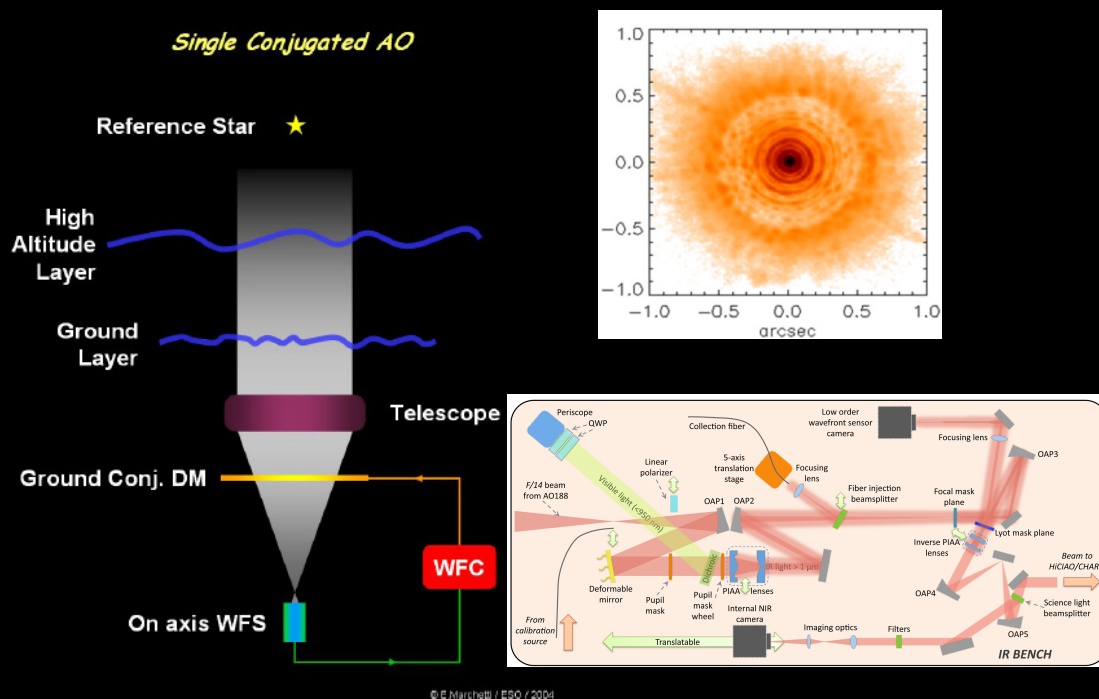 Single Conjugated AO
Reference Star
High
Altitude
Layer
Ground
Layer
Telescope
Ground Conj. DM
WFC
On axis WFS
© E.Marchetti / ESO / 2004
1.0
0.5
0.0
−0.5
−1.0
−1.0
−0.5
0.0
0.5
1.0
arcsec
Periscope
QWP
Collection fiber
Low order
wavefront sensor
camera
Focusing lens
OAP3
Linear
polarizer
5-axis
translation
stage
Focusing
lens
F/14 beam
from AO188
Visible light (<950 nm)
OAP1
OAP2
Fiber injection
beamsplitter
Focal mask
plane
Lyot mask plane
Inverse PIAA
lenses
Dichroic
IR light > 1 µm
Deformable
mirror
Pupil
mask
Pupil
mask
wheel
PIAA lenses
Beam to
HiCIAO/CHAR
OAP4
Science light
beamsplitter
From
calibration
source
Internal NIR
camera
Translatable
Imaging optics
Filters
OAP5
IR BENCH